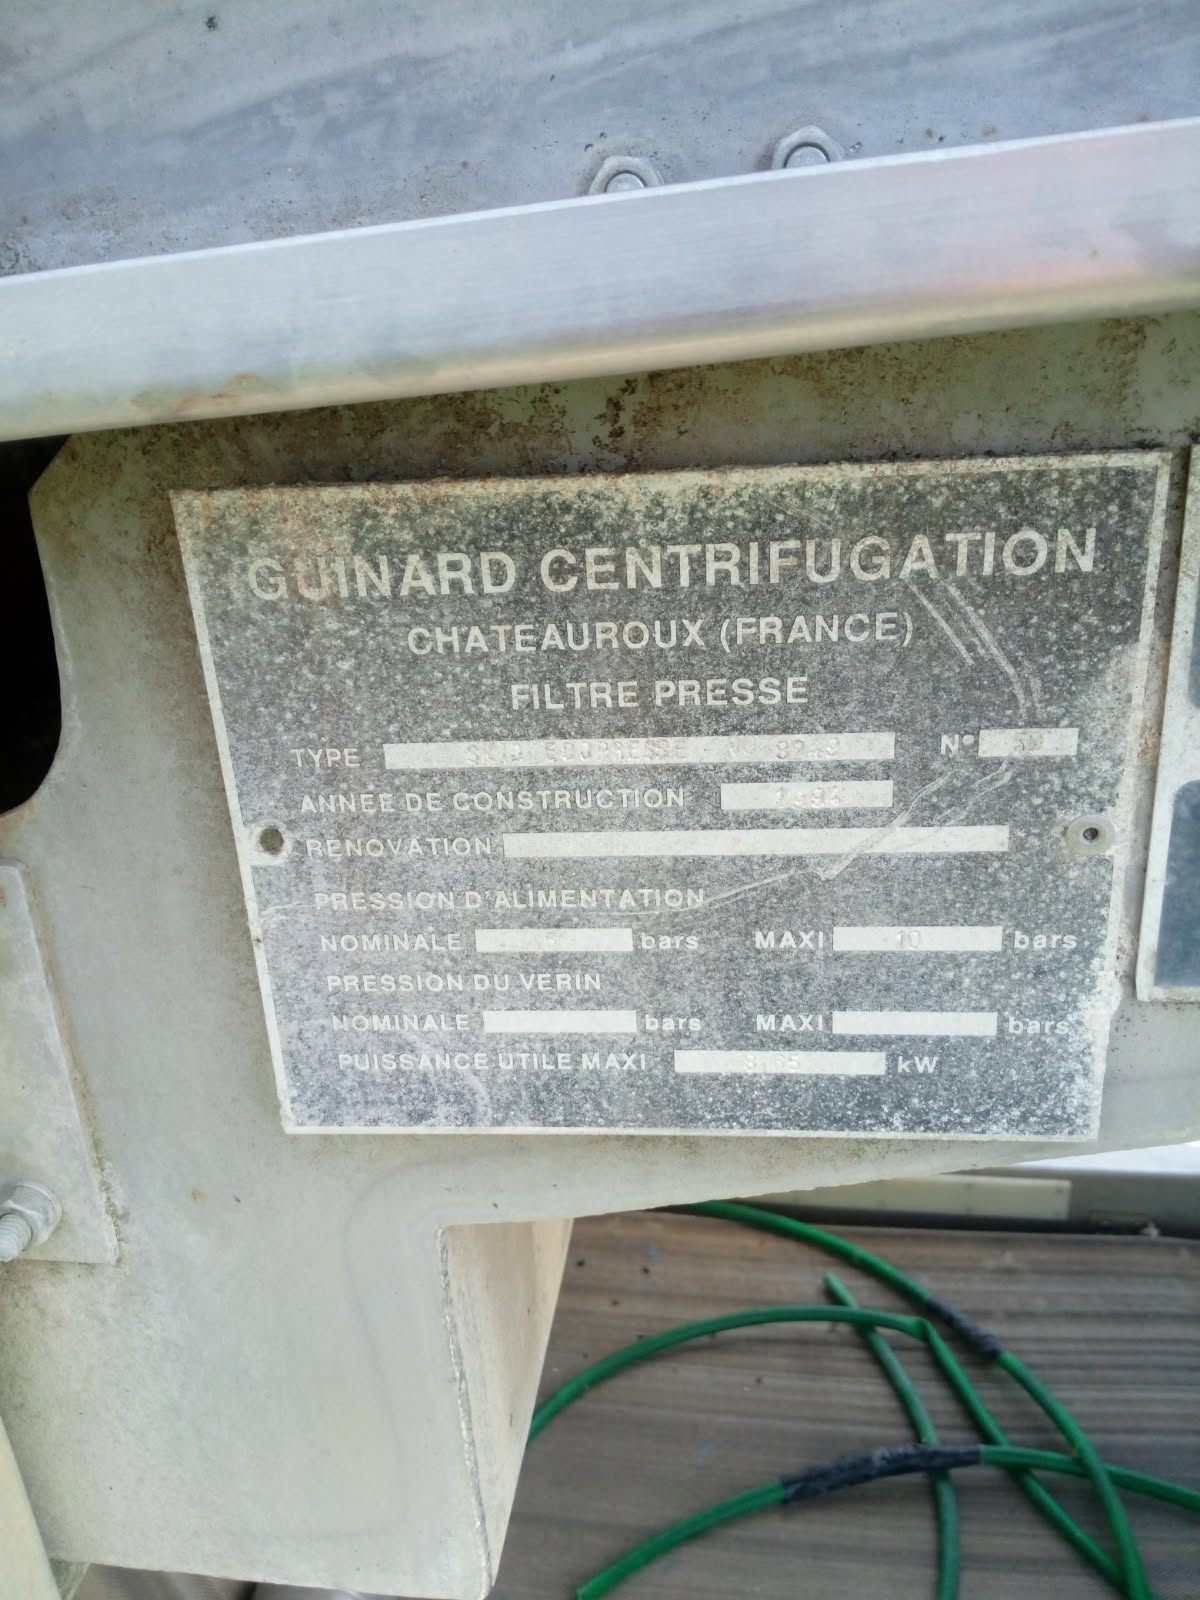 GUINARD CENTRIFUGATION
CHATEAUROUX (FRANCE)
FILTRE PRESSE
TYPE SKID N°
ANNEE DE CONSTRUCTION
RENOVATION
PRESSION D'ALIMENTATION
NOMINALE bars MAXI 10 bars
PRESSION DU VERIN
NOMINALE bars MAXI bars
PUISSANCE UTILE MAXI kW